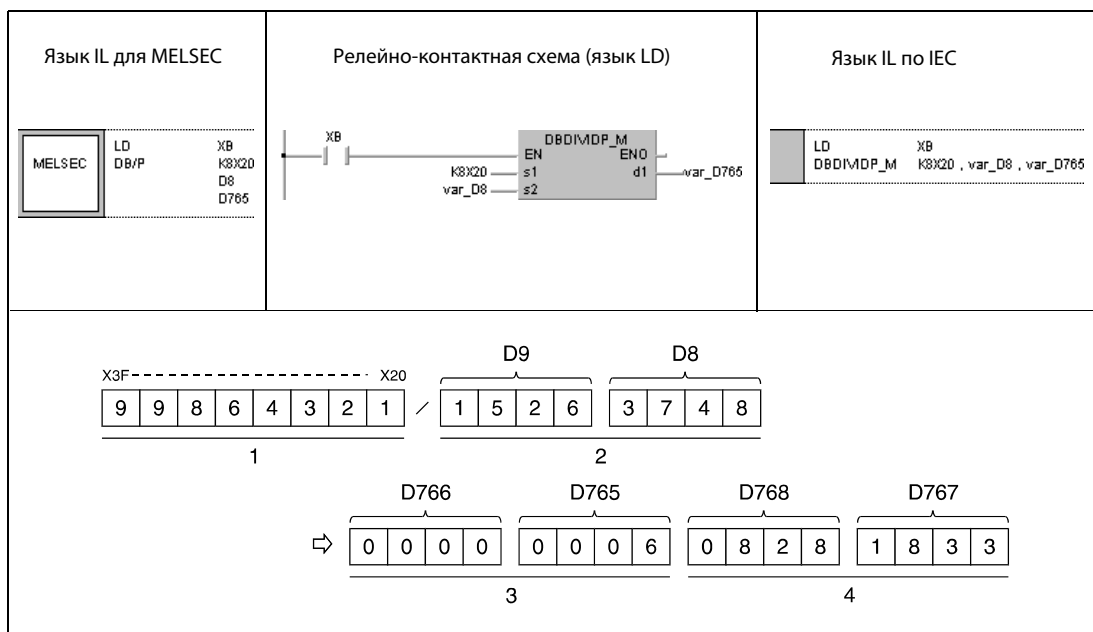 Язык IL для MELSEC
MELSEC
LD XB
DB/P K8X20
D8
D765
Релейно-контактная схема (язык LD)
XB
DBDIVDP_M
EN ENO
K8X20 s1 d1 var_D765
var_D8 s2
Язык IL по IEC
LD XB
DBDIVDP_M K8X20 , var_D8 , var_D765
D9 D8
X3F X20
9 9 8 6 4 3 2 1 / 1 5 2 6 3 7 4 8
1 2
D766 D765 D768 D767
⇨ 0 0 0 0 0 0 0 6 0 8 2 8 1 8 3 3
3 4